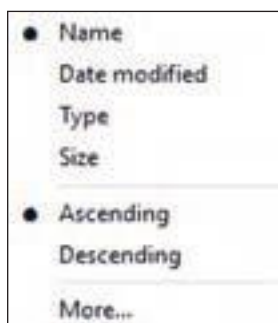 Name
Date modified
Type
Size
Ascending
Descending
More...